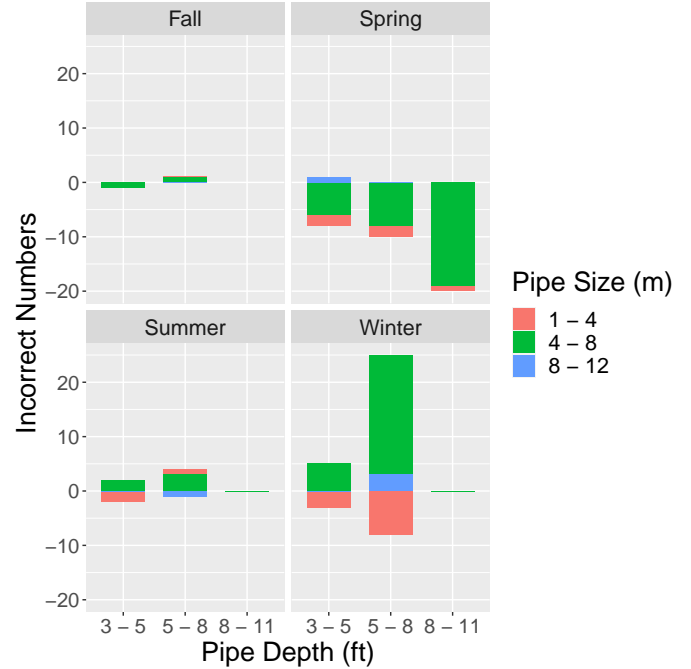 Fall
Spring
20
10
0
−10
−20
Summer
Winter
20
10
0
−10
−20
3 − 5
5 − 8
8 − 11
3 − 5
5 − 8
8 − 11
Pipe Depth (ft)
Incorrect Numbers
Pipe Size (m)
1 − 4
4 − 8
8 − 12